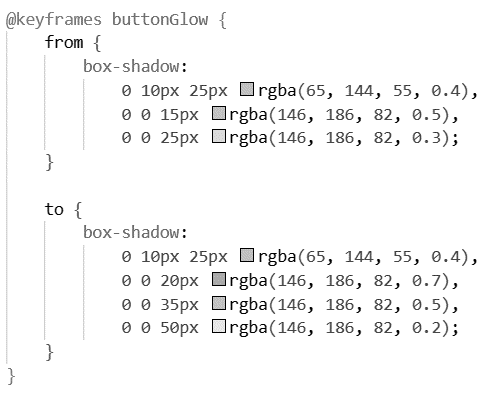 @keyframes buttonGlow {
    from {
        box-shadow:
            0 10px 25px rgba(65, 144, 55, 0.4),
            0 0 15px rgba(146, 186, 82, 0.5),
            0 0 25px rgba(146, 186, 82, 0.3);
    }

    to {
        box-shadow:
            0 10px 25px rgba(65, 144, 55, 0.4),
            0 0 20px rgba(146, 186, 82, 0.7),
            0 0 35px rgba(146, 186, 82, 0.5),
            0 0 50px rgba(146, 186, 82, 0.2);
    }
}